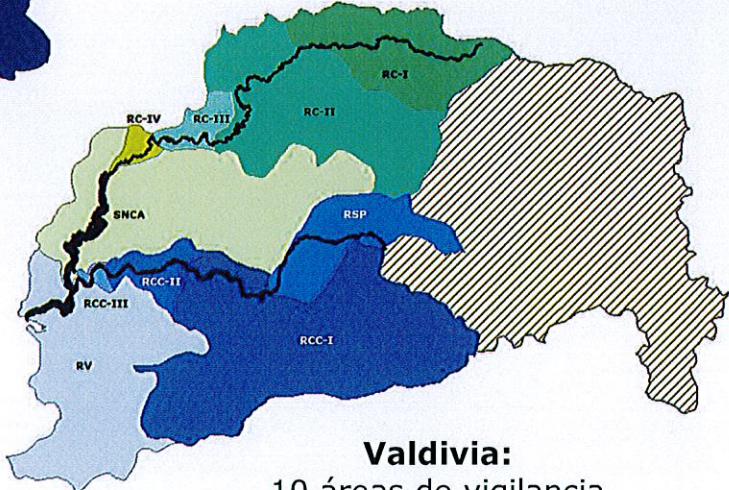 RC-I
RC-II
RC-III
RC-IV
SNCA
RSP
RCC-II
RCC-III
RCC-I
RV
Valdivia:
10 áreas de vigilancia